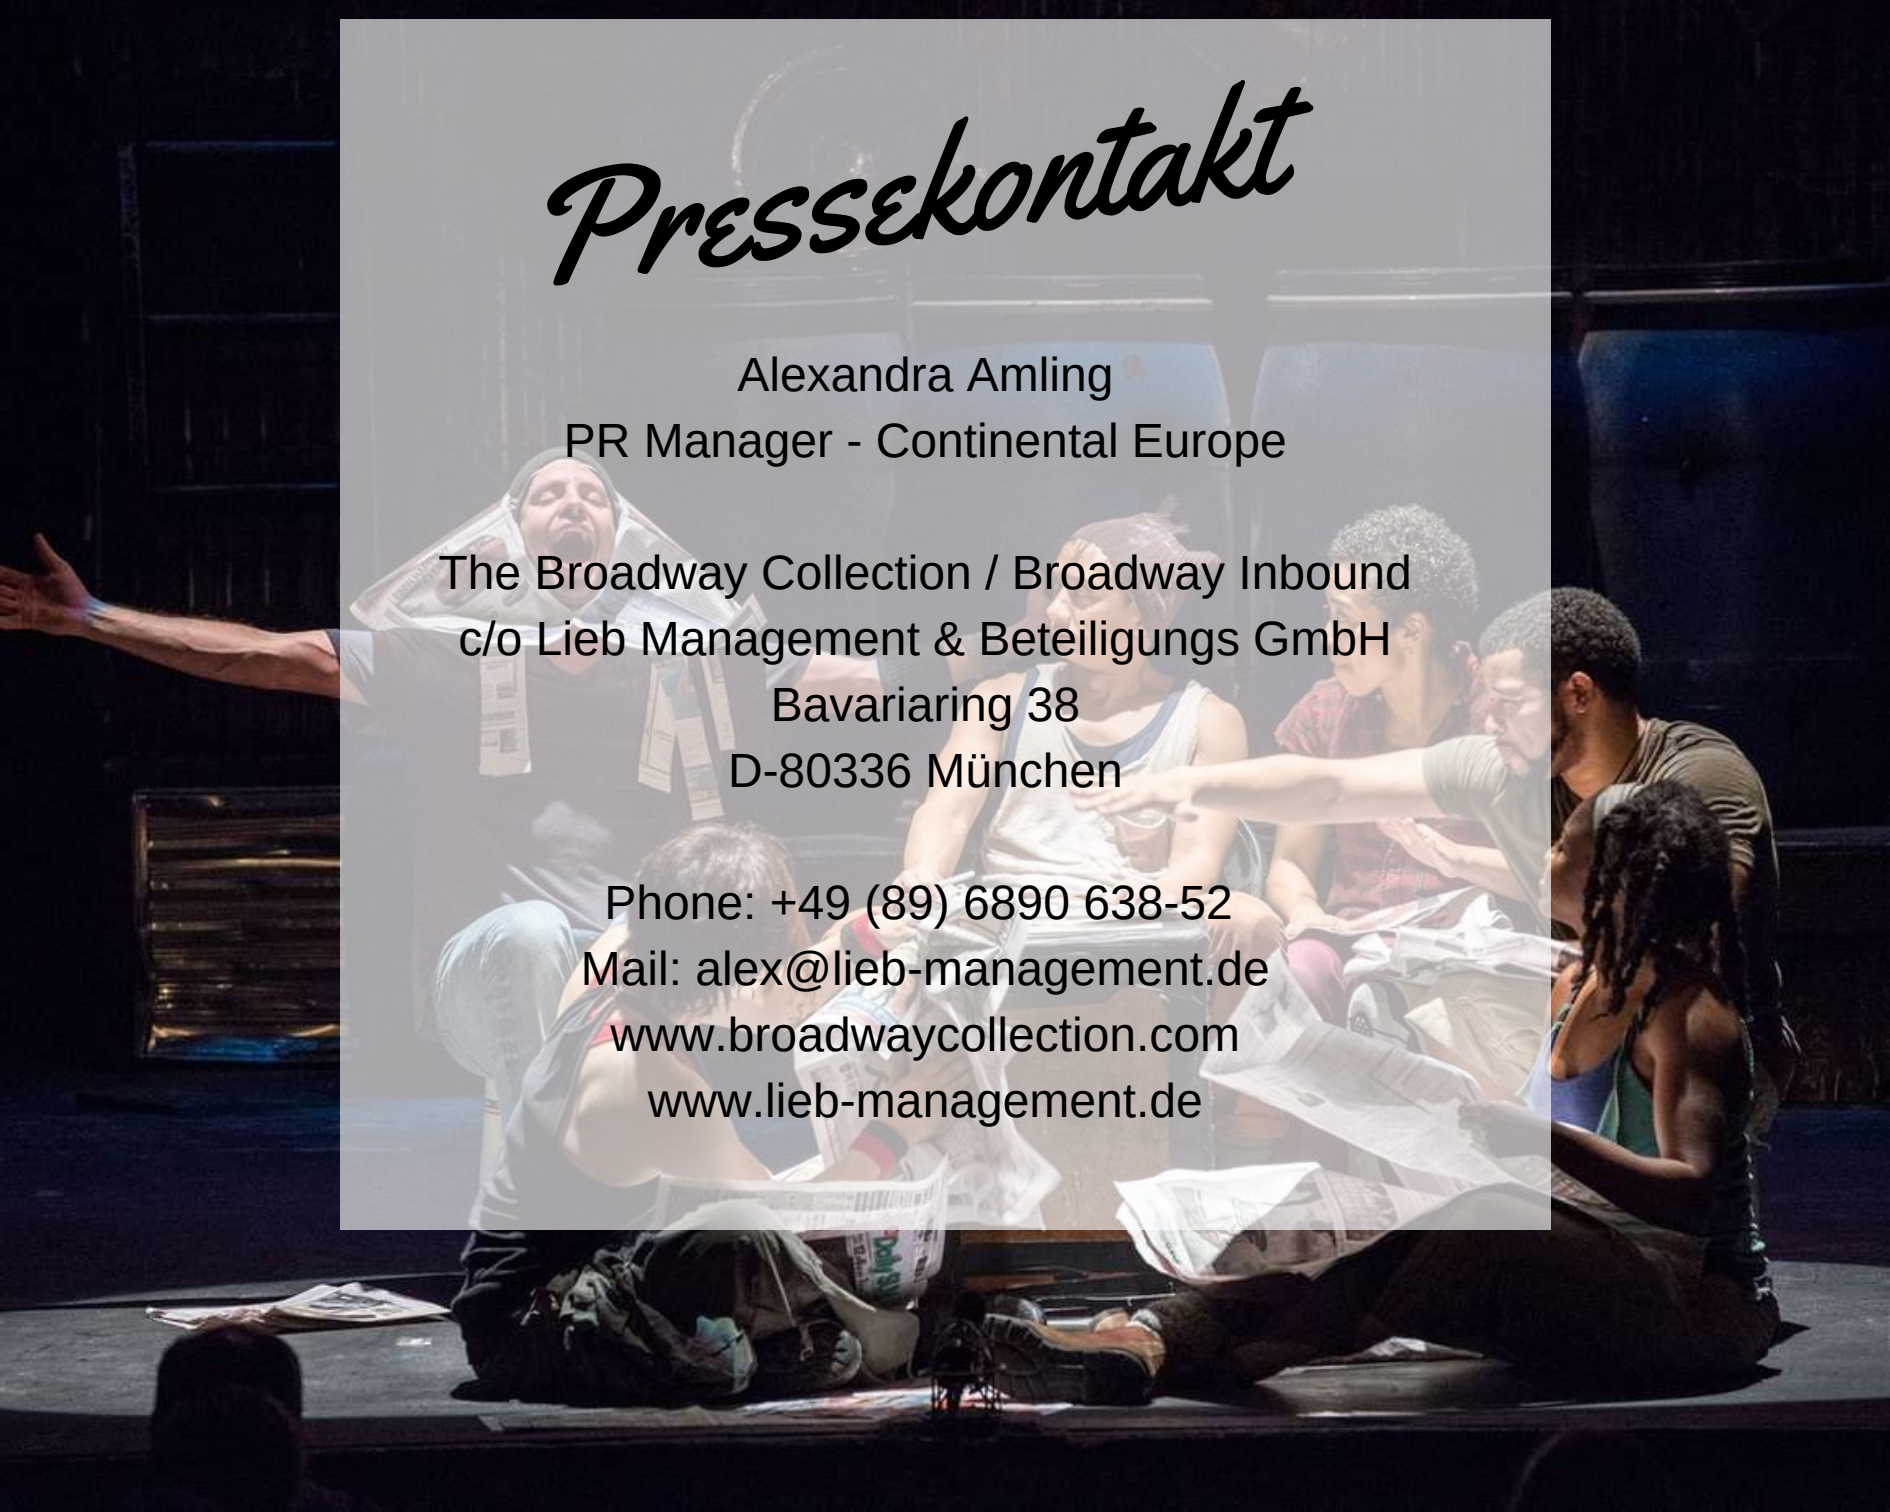 Pressekontakt
Alexandra Amling
PR Manager - Continental Europe
The Broadway Collection / Broadway Inbound
c/o Lieb Management & Beteiligungs GmbH
Bavariaring 38
D-80336 München
Phone: +49 (89) 6890 638-52
Mail: alex@lieb-management.de
www.broadwaycollection.com
www.lieb-management.de